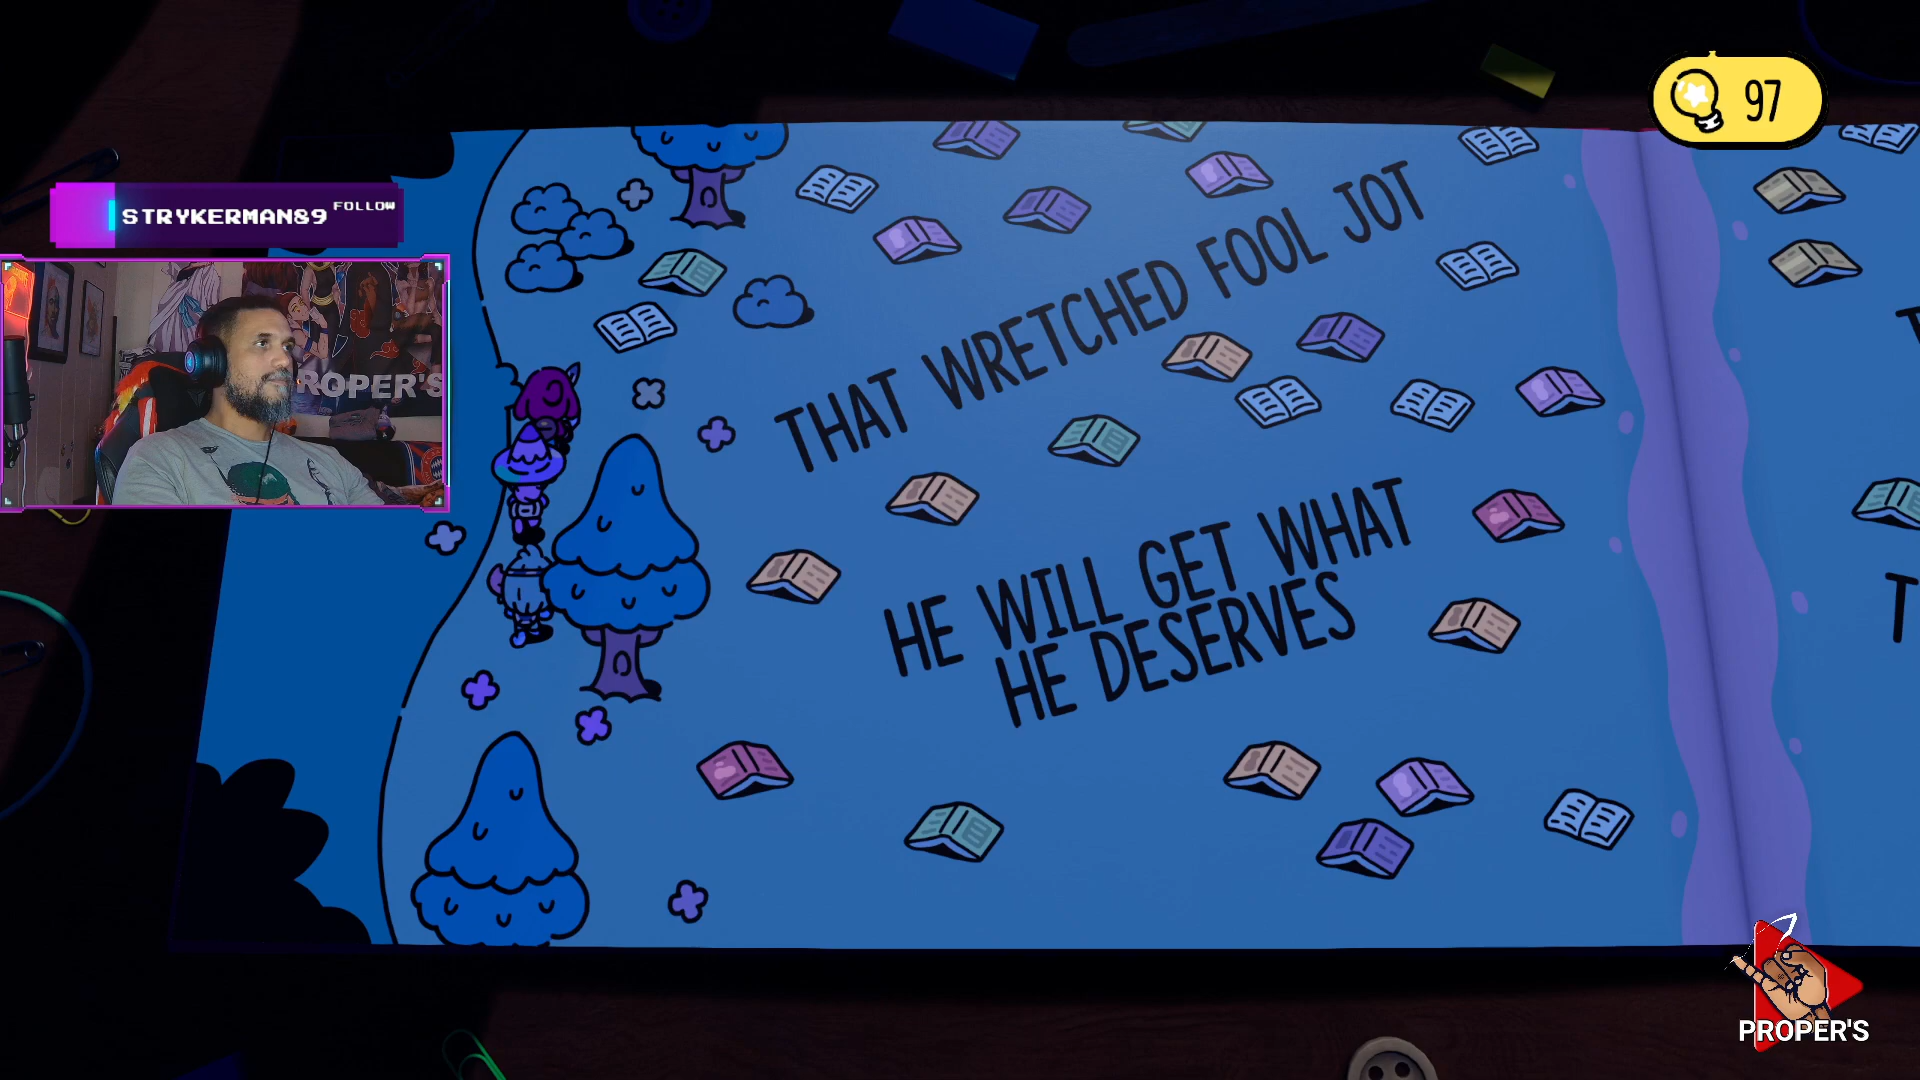 97
STRYKERMAN89 FOLLOW
ROPER'S
THAT WRETCHED FOOL JOT
HE WILL GET WHAT
HE DESERVES
T
PROPER'S